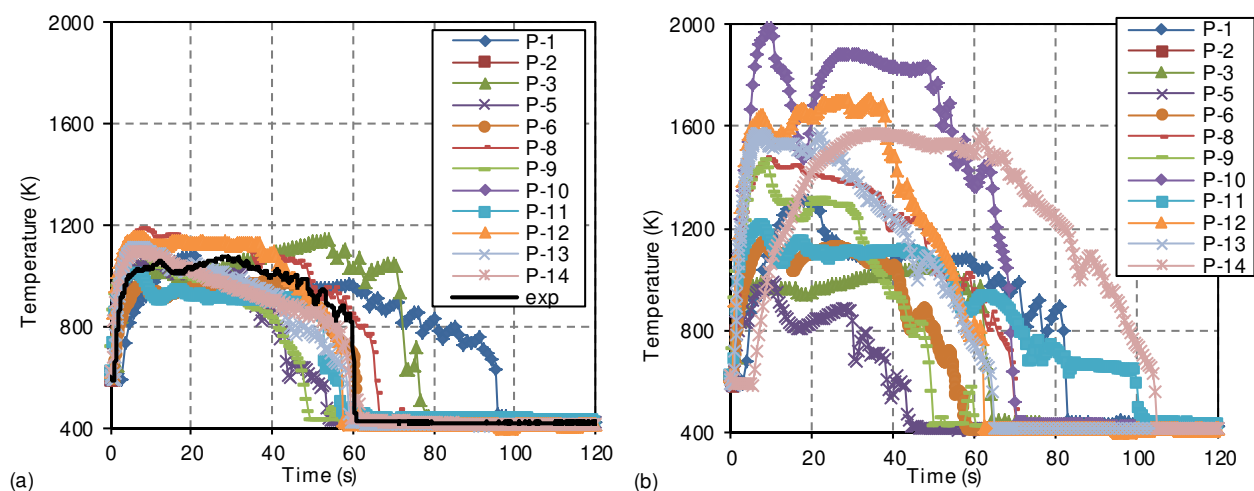 2000
1600
1200
800
400
Temperature (K)
0
20
40
60
80
100
120
Time (s)
P-1
P-2
P-3
P-5
P-6
P-8
P-9
P-10
P-11
P-12
P-13
P-14
exp
(a)
2000
1600
1200
800
400
Temperature (K)
0
20
40
60
80
100
120
Time (s)
P-1
P-2
P-3
P-5
P-6
P-8
P-9
P-10
P-11
P-12
P-13
P-14
(b)